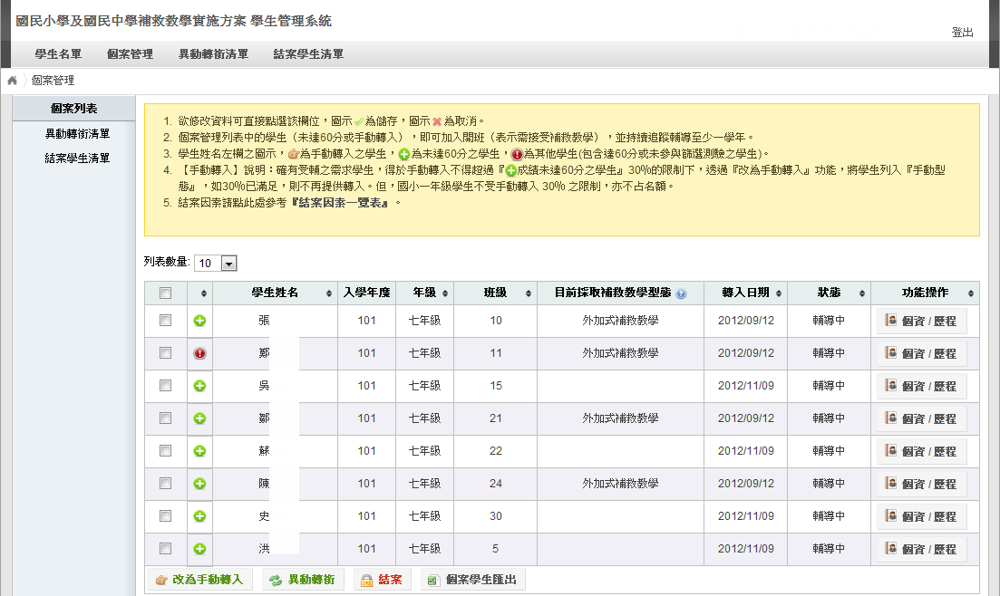 國民小學及國民中學補救教學實施方案 學生管理系統
登出
學生名單 個案管理 異動轉銜清單 結案學生清單
個案管理
個案列表
異動轉銜清單
結案學生清單
1. 欲修改資料可直接點選該欄位，圖示為儲存，圖示為取消。
2. 個案管理列表中的學生（未達60分或手動轉入），即可加入開班（表示需接受補救教學），並持續追蹤輔導至少一學年。
3. 學生姓名左欄之圖示，為手動轉入之學生，為未達60分之學生，為其他學生(包含達60分或未參與篩選測驗之學生)。
4. 【手動轉入】說明：確有受輔之需求學生，得於手動轉入不得超過『成績未達60分之學生』30%的限制下，透過『改為手動轉入』功能，將學生列入『手動型
態』，如30%已滿足，則不再提供轉入。但，國小一年級學生不受手動轉入 30% 之限制，亦不占名額。
5. 結案因素請點此處參考『結案因素一覽表』 。
列表數量: 10
學生姓名 入學年度 年級 班級 目前採取補救教學型態 轉入日期 狀態 功能操作
張 101 七年級 10 外加式補救教學 2012/09/12 輔導中 個資 / 歷程
鄭 101 七年級 11 外加式補救教學 2012/09/12 輔導中 個資 / 歷程
吳 101 七年級 15 2012/11/09 輔導中 個資 / 歷程
鄒 101 七年級 21 外加式補救教學 2012/09/12 輔導中 個資 / 歷程
蘇 101 七年級 22 2012/11/09 輔導中 個資 / 歷程
陳 101 七年級 24 外加式補救教學 2012/09/12 輔導中 個資 / 歷程
史 101 七年級 30 2012/11/09 輔導中 個資 / 歷程
洪 101 七年級 5 2012/11/09 輔導中 個資 / 歷程
改為手動轉入 異動轉銜 結案 個案學生匯出